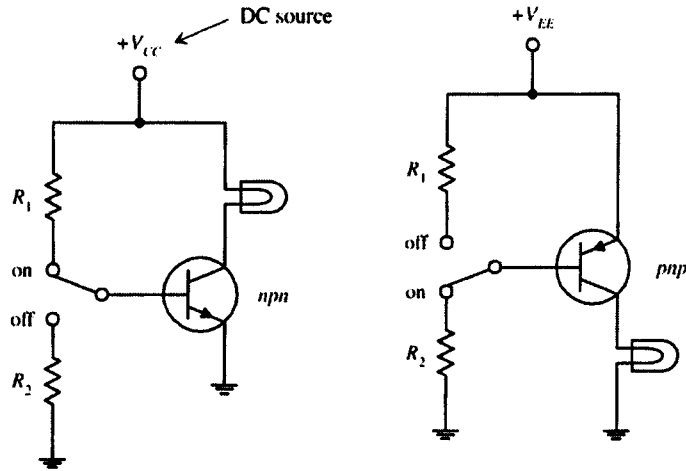 DC source
+V_CC
R_1
on
off
R_2
npn
+V_EE
R_1
off
on
R_2
pnp